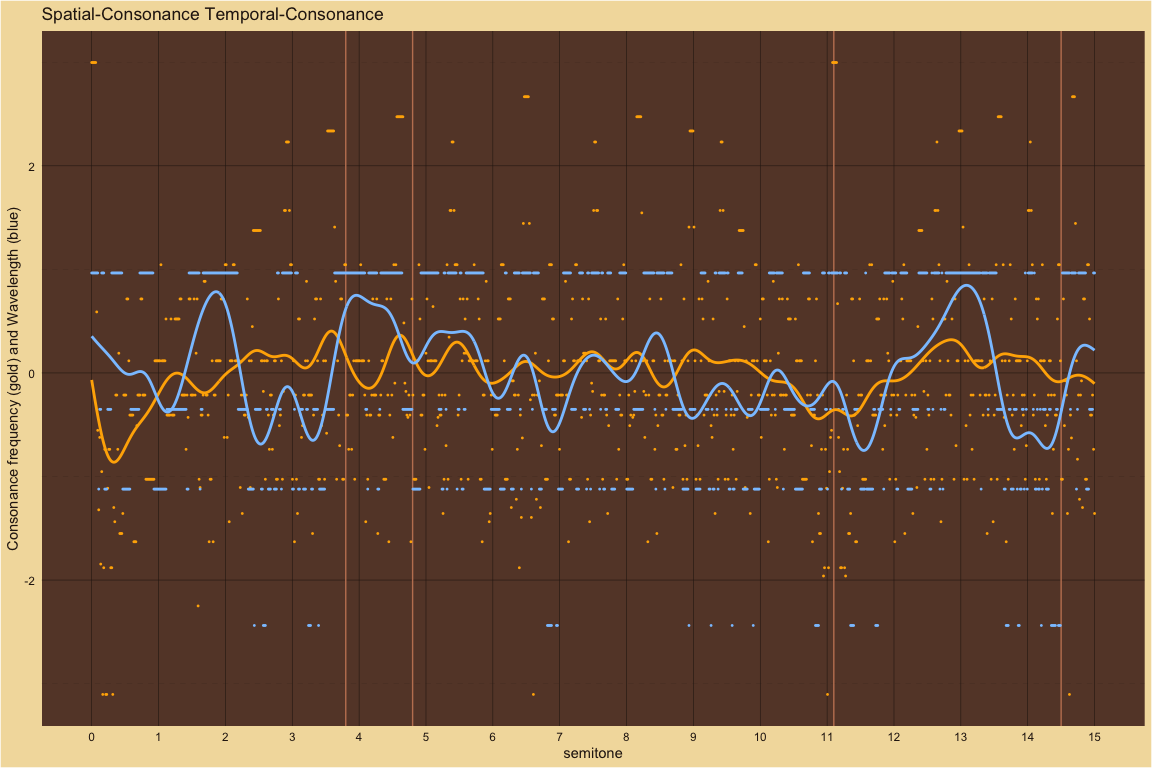 Spatial-Consonance Temporal-Consonance
Consonance frequency (gold) and Wavelength (blue)
2
0
-2
0 1 2 3 4 5 6 7 8 9 10 11 12 13 14 15
semitone